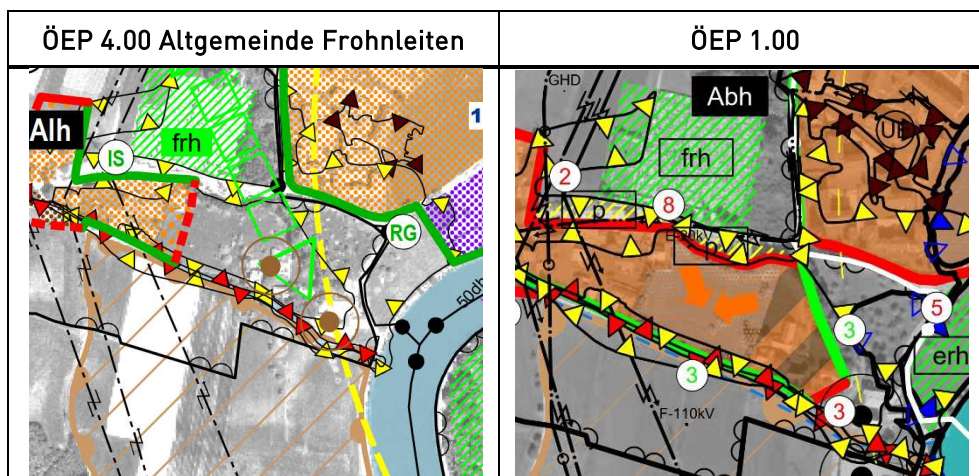 ÖEP 4.00 Altgemeinde Frohnleiten
ÖEP 1.00
Alh
frh
IS
1
RG
50db
GHD
Abh
frh
UB
2
8
p
p
5
3
erh
3
3
F-110kV